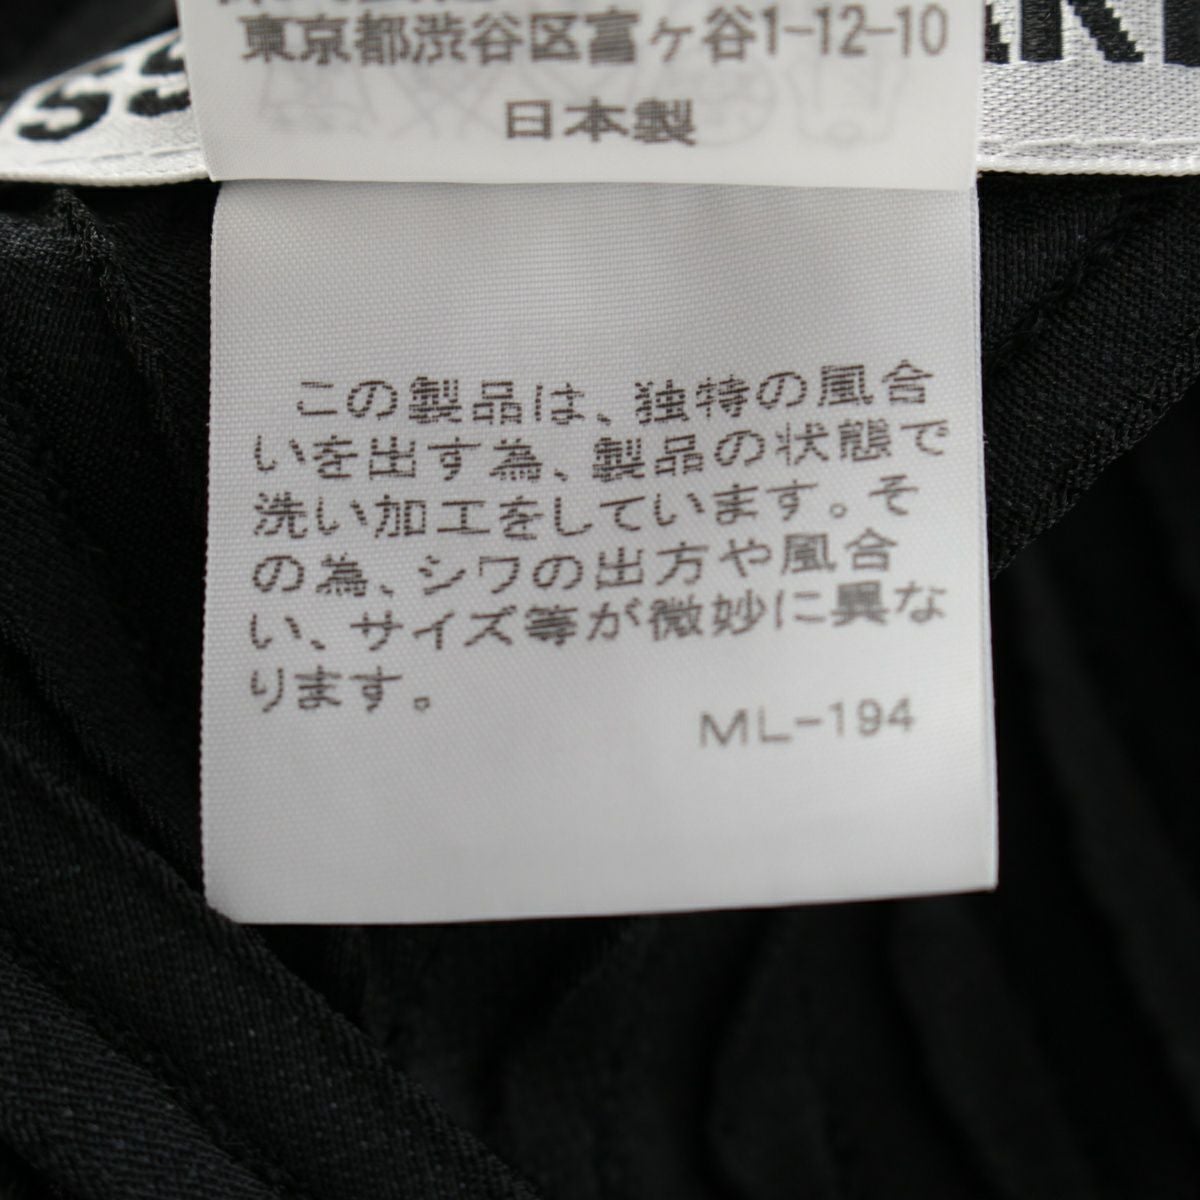 東京都渋谷区富ヶ谷1-12-10
日本製
この製品は、独特の風合
いを出す為、製品の状態で
洗い加工をしています。そ
の為、シワの出方や風合
い、サイズ等が微妙に異な
ります。
ML-194